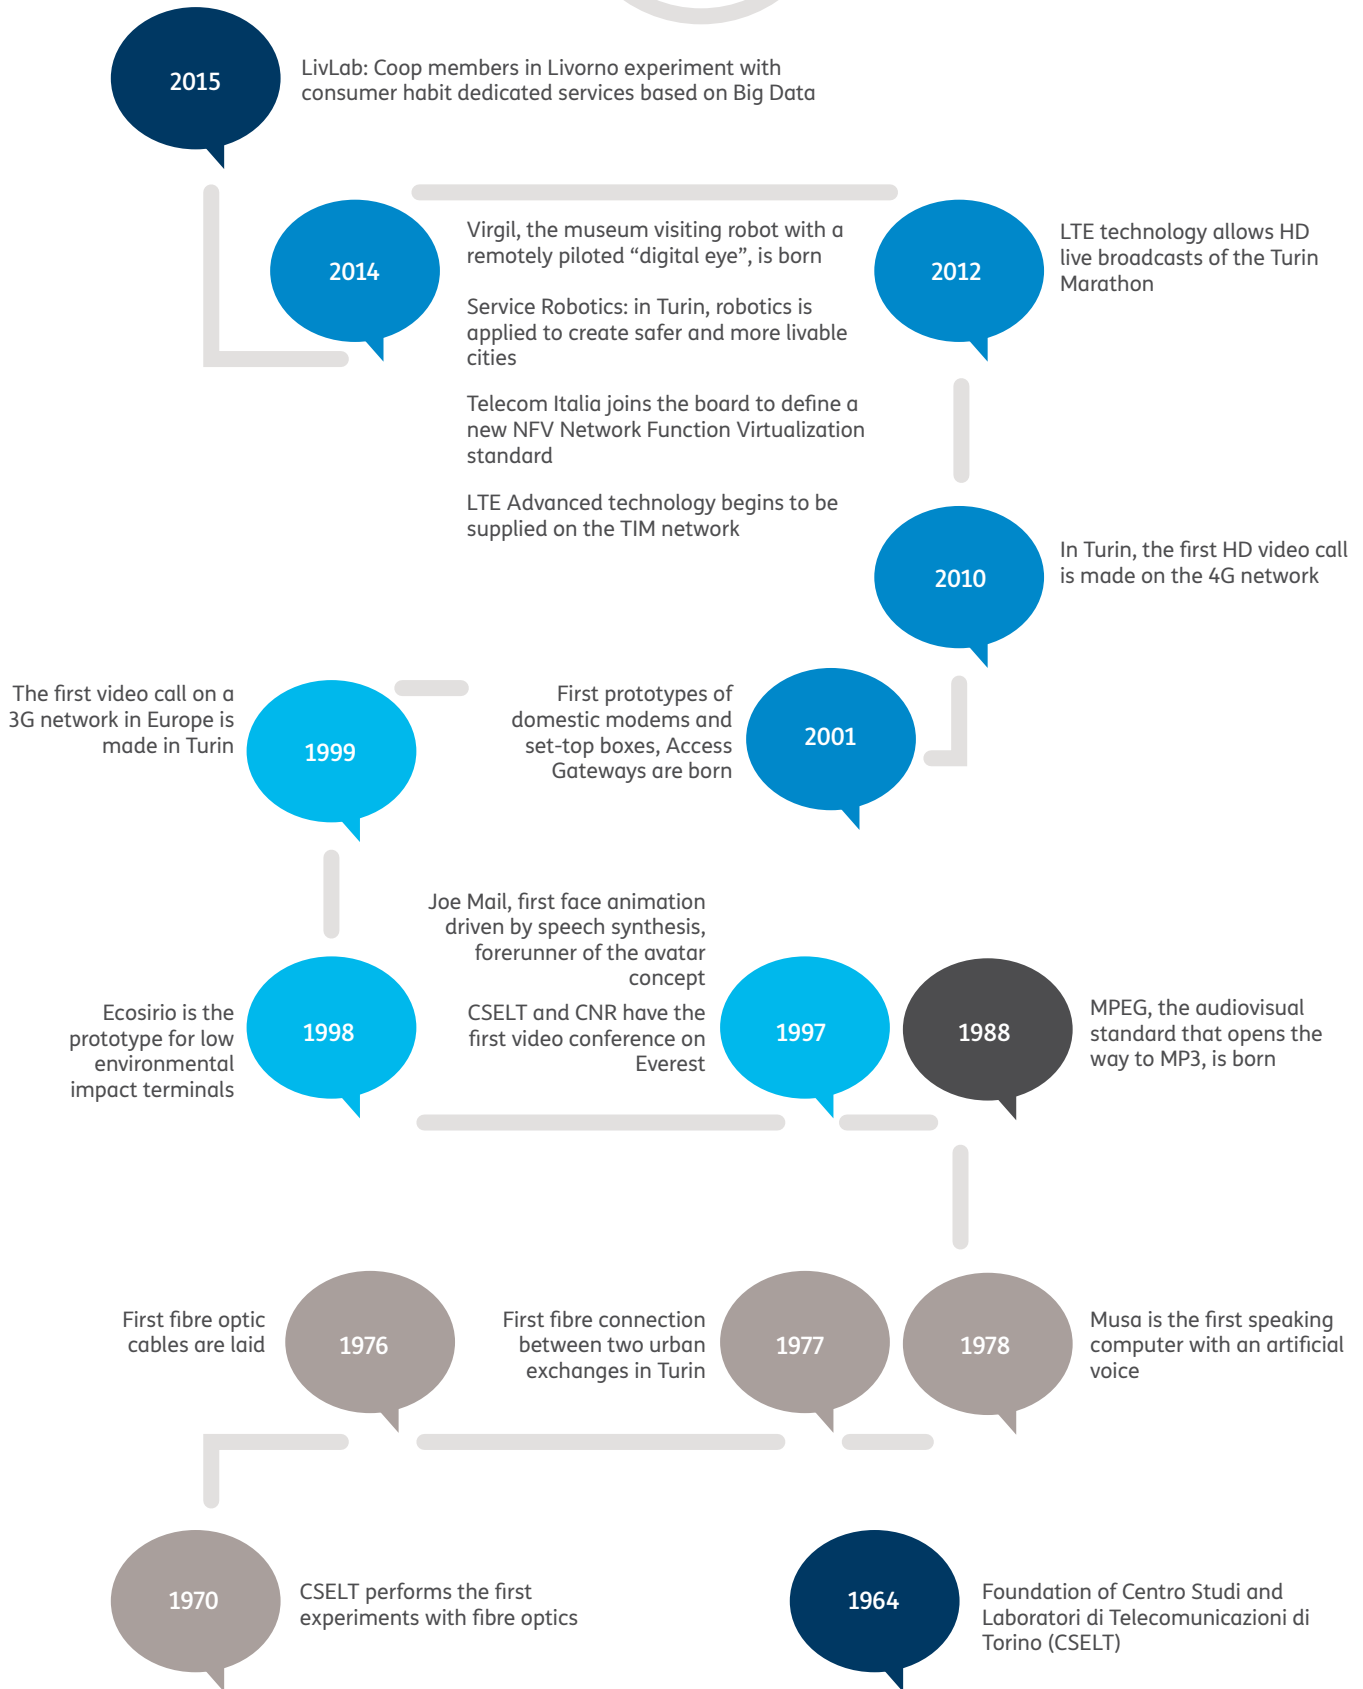 2015
LivLab: Coop members in Livorno experiment with
consumer habit dedicated services based on Big Data
2014
Virgil, the museum visiting robot with a
remotely piloted “digital eye”, is born
Service Robotics: in Turin, robotics is
applied to create safer and more livable
cities
Telecom Italia joins the board to define a
new NFV Network Function Virtualization
standard
LTE Advanced technology begins to be
supplied on the TIM network
2012
LTE technology allows HD
live broadcasts of the Turin
Marathon
2010
In Turin, the first HD video call
is made on the 4G network
First prototypes of
domestic modems and
set-top boxes, Access
Gateways are born
2001
The first video call on a
3G network in Europe is
made in Turin
1999
Ecosirio is the
prototype for low
environmental
impact terminals
1998
Joe Mail, first face animation
driven by speech synthesis,
forerunner of the avatar
concept
CSELT and CNR have the
first video conference on
Everest
1997
1988
MPEG, the audiovisual
standard that opens the
way to MP3, is born
First fibre optic
cables are laid
1976
First fibre connection
between two urban
exchanges in Turin
1977
1978
Musa is the first speaking
computer with an artificial
voice
1970
CSELT performs the first
experiments with fibre optics
1964
Foundation of Centro Studi and
Laboratori di Telecomunicazioni di
Torino (CSELT)